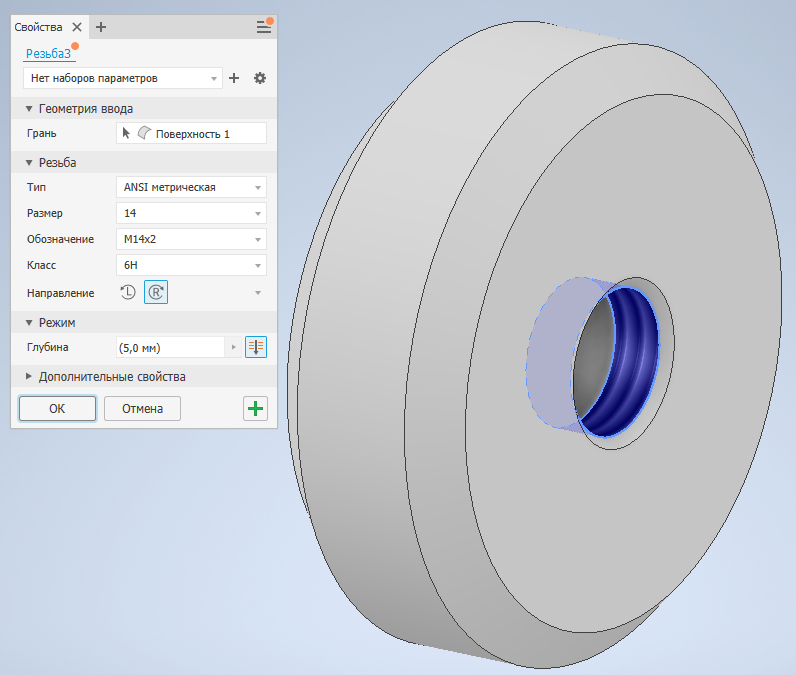 Свойства
Резьба3
Нет наборов параметров
Геометрия ввода
Грань Поверхность 1
Резьба
Тип ANSI метрическая
Размер 14
Обозначение M14x2
Класс 6H
Направление L R
Режим
Глубина (5,0 мм)
Дополнительные свойства
ОК Отмена